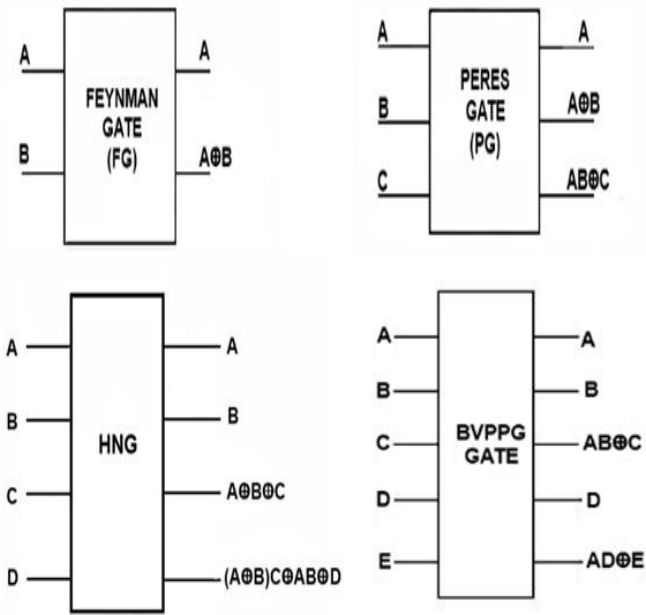 A
B
FEYNMAN
GATE
(FG)
A
A⊕B
A
B
C
PERES
GATE
(PG)
A
A⊕B
AB⊕C
A
B
C
D
HNG
A
B
A⊕B⊕C
(A⊕B)C⊕AB⊕D
A
B
C
D
E
BVPPG
GATE
A
B
AB⊕C
D
AD⊕E